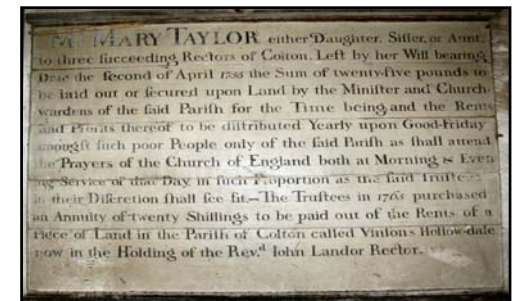 Mrs MARY TAYLOR either Daughter, Sister, or Aunt,
to three succeeding Rectors of Colton, Left by her Will bearing
Date the second of April 1755 the Sum of twenty-five pounds to
be laid out or secured upon Land by the Minister and Church
wardens of the said Parish for the Time being, and the Rents
and Profits thereof to be distributed Yearly upon Good-friday
amongst such poor People only of the said Parish as shall attend
the Prayers of the Church of England both at Morning & Even
ing Service of that Day, in such Proportion as the said Trustees
in their Discretion shall see fit.—The Trustees in 1765 purchased
an Annuity of twenty Shillings to be paid out of the Rents of a
Piece of Land in the Parish of Colton called Hollow-dale
now in the Holding of the Rev.d Iohn Landor Rector.